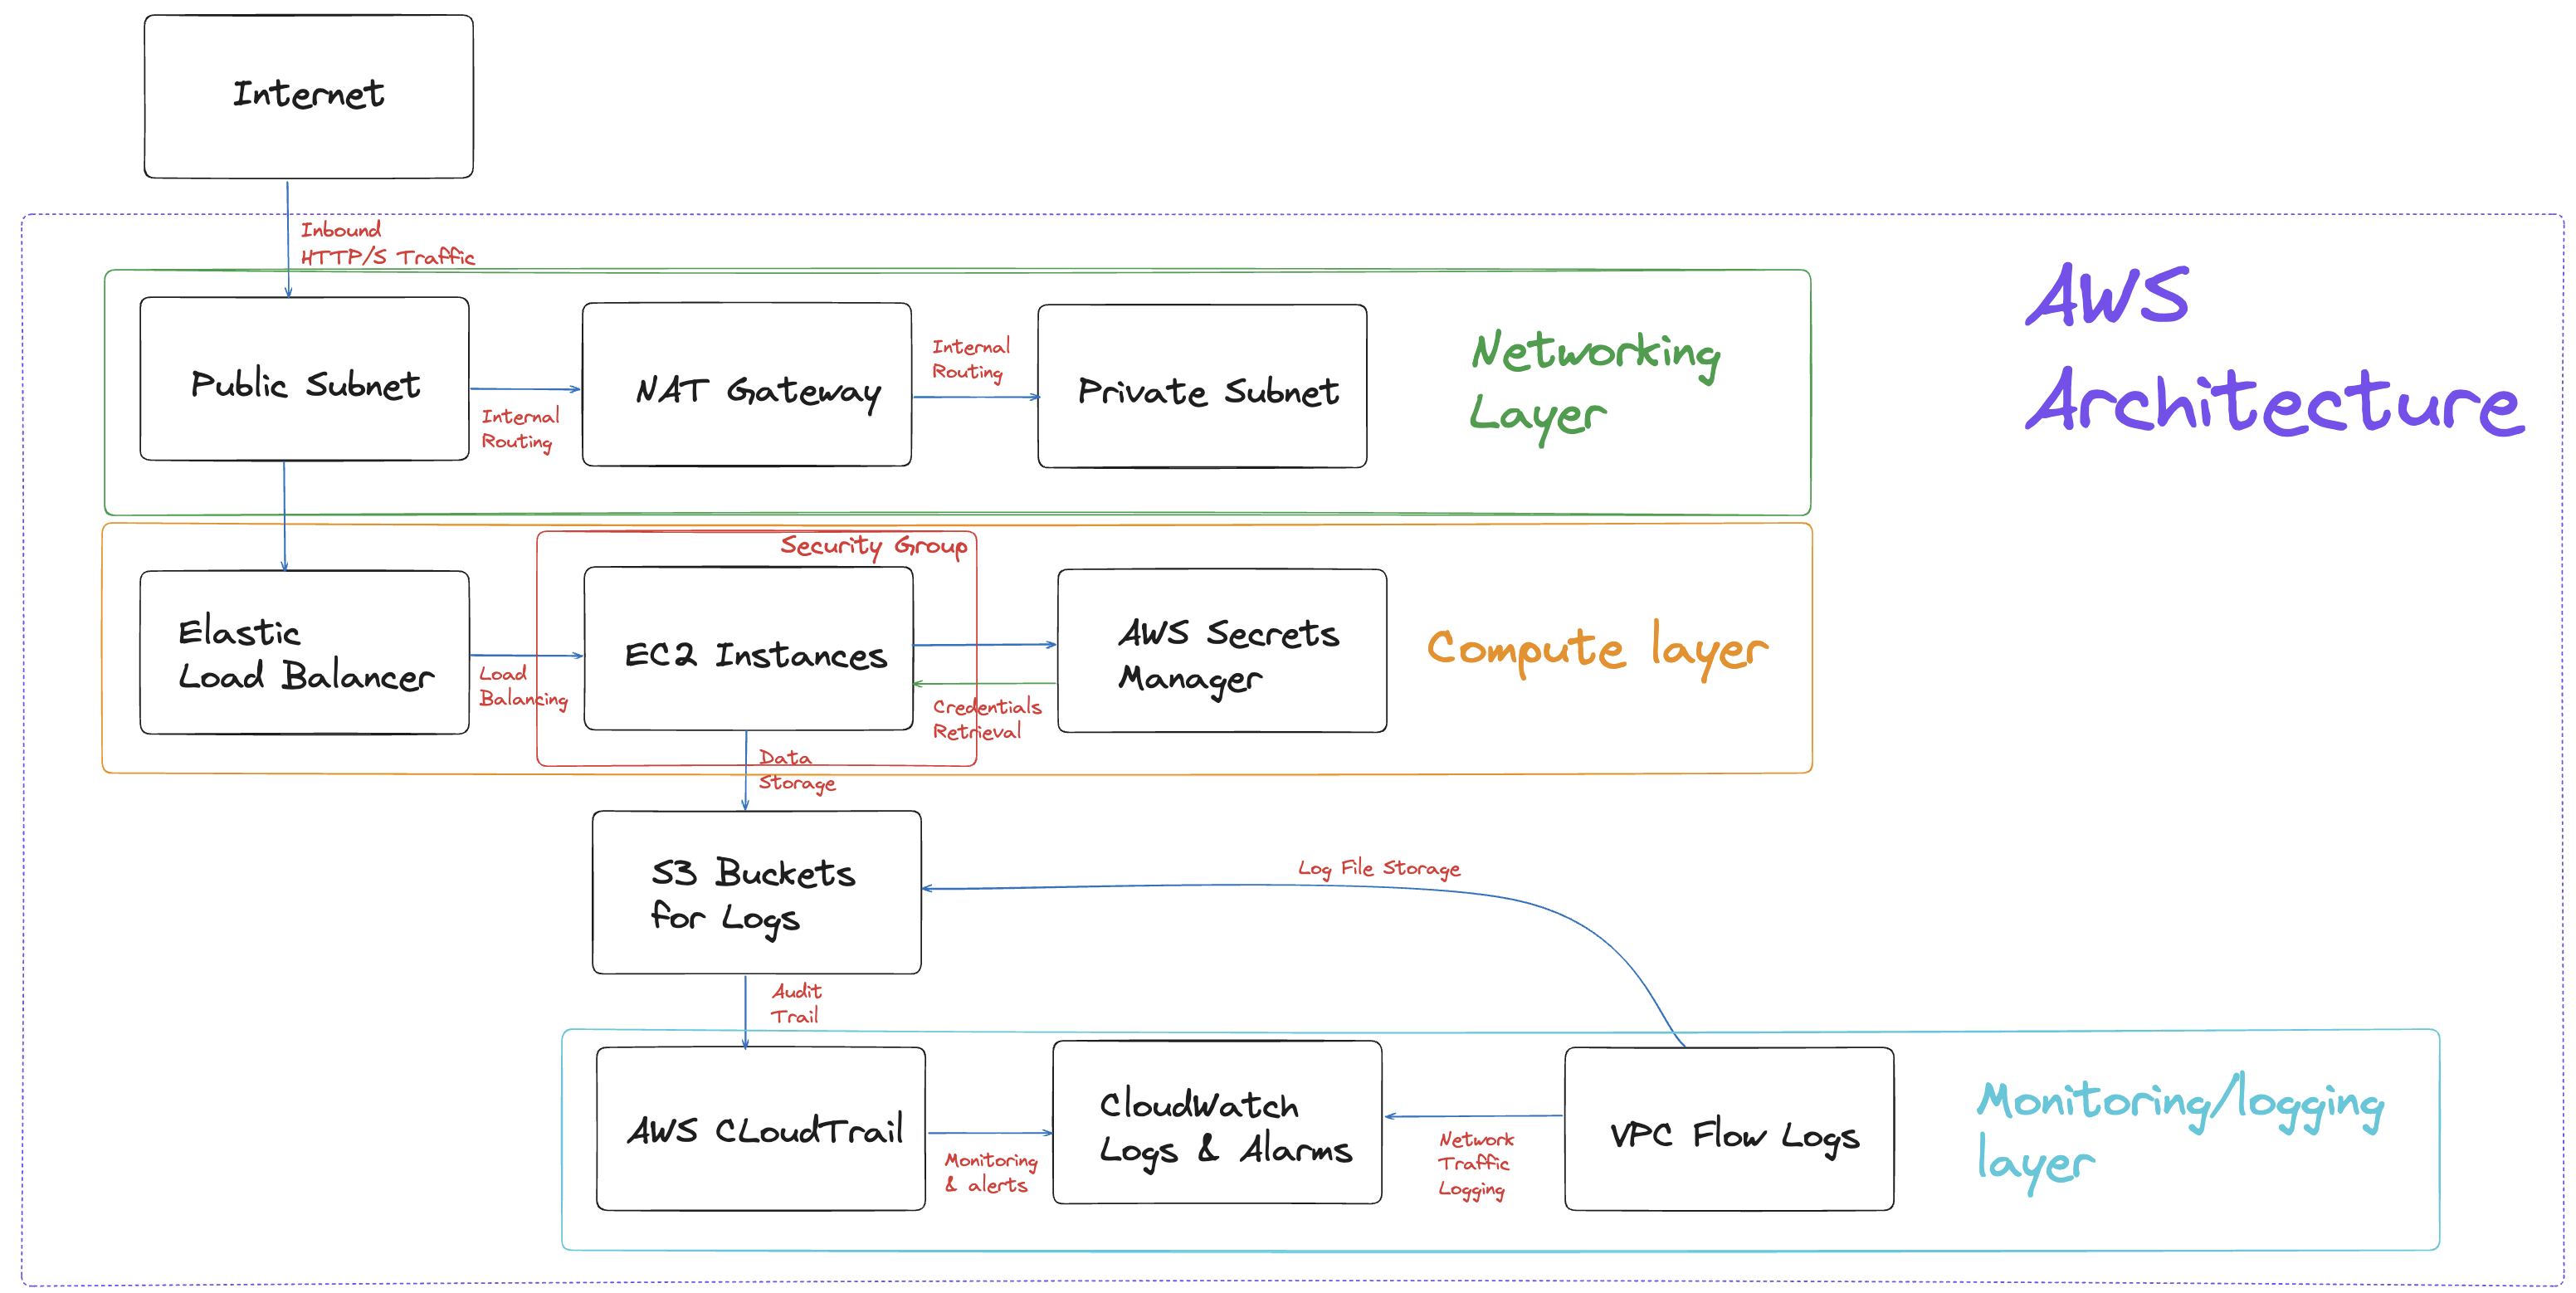 Internet
Inbound
HTTP/S Traffic
AWS
Architecture
Public Subnet
Internal
Routing
NAT Gateway
Internal
Routing
Private Subnet
Networking
Layer
Security Group
Elastic
Load Balancer
Load
Balancing
EC2 Instances
Credentials
Retrieval
AWS Secrets
Manager
Compute layer
Data
Storage
S3 Buckets
for Logs
Log File Storage
Audit
Trail
AWS CLoudTrail
Monitoring
& alerts
CloudWatch
Logs & Alarms
Network
Traffic
Logging
VPC Flow Logs
Monitoring/logging
layer